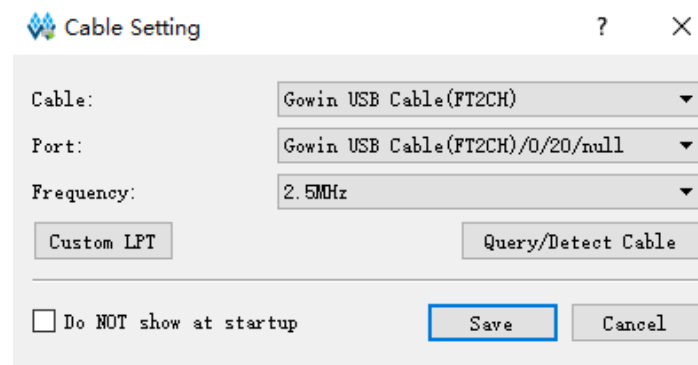 Cable Setting
?
Cable:
Gowin USB Cable(FT2CH)
Port:
Gowin USB Cable(FT2CH)/0/20/null
Frequency:
2.5MHz
Custom LPT
Query/Detect Cable
Do NOT show at startup
Save
Cancel